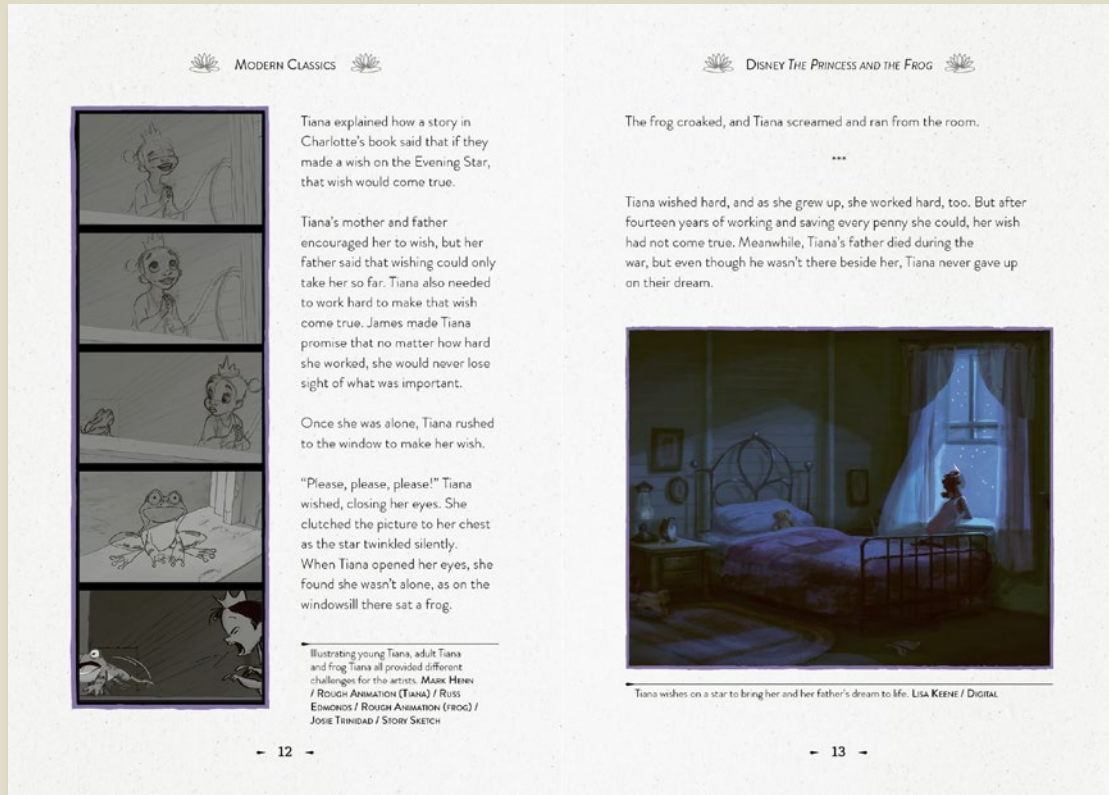 MODERN CLASSICS
Tiana explained how a story in
Charlotte's book said that if they
made a wish on the Evening Star,
that wish would come true.
Tiana's mother and father
encouraged her to wish, but her
father said that wishing could only
take her so far. Tiana also needed
to work hard to make that wish
come true. James made Tiana
promise that no matter how hard
she worked, she would never lose
sight of what was important.
Once she was alone, Tiana rushed
to the window to make her wish.
“Please, please, please!” Tiana
wished, closing her eyes. She
clutched the picture to her chest
as the star twinkled silently.
When Tiana opened her eyes, she
found she wasn't alone, as on the
windowsill there sat a frog.
Illustrating young Tiana, adult Tiana
and frog Tiana all provided different
challenges for the artists. MARK HENN
/ ROUGH ANIMATION (TIANA) / RUSS
EDMONDS / ROUGH ANIMATION (FROG) /
JOSIE TRINIDAD / STORY SKETCH
12
DISNEY THE PRINCESS AND THE FROG
The frog croaked, and Tiana screamed and ran from the room.
***
Tiana wished hard, and as she grew up, she worked hard, too. But after
fourteen years of working and saving every penny she could, her wish
had not come true. Meanwhile, Tiana's father died during the
war, but even though he wasn't there beside her, Tiana never gave up
on their dream.
Tiana wishes on a star to bring her and her father's dream to life. LISA KEENE / DIGITAL
13